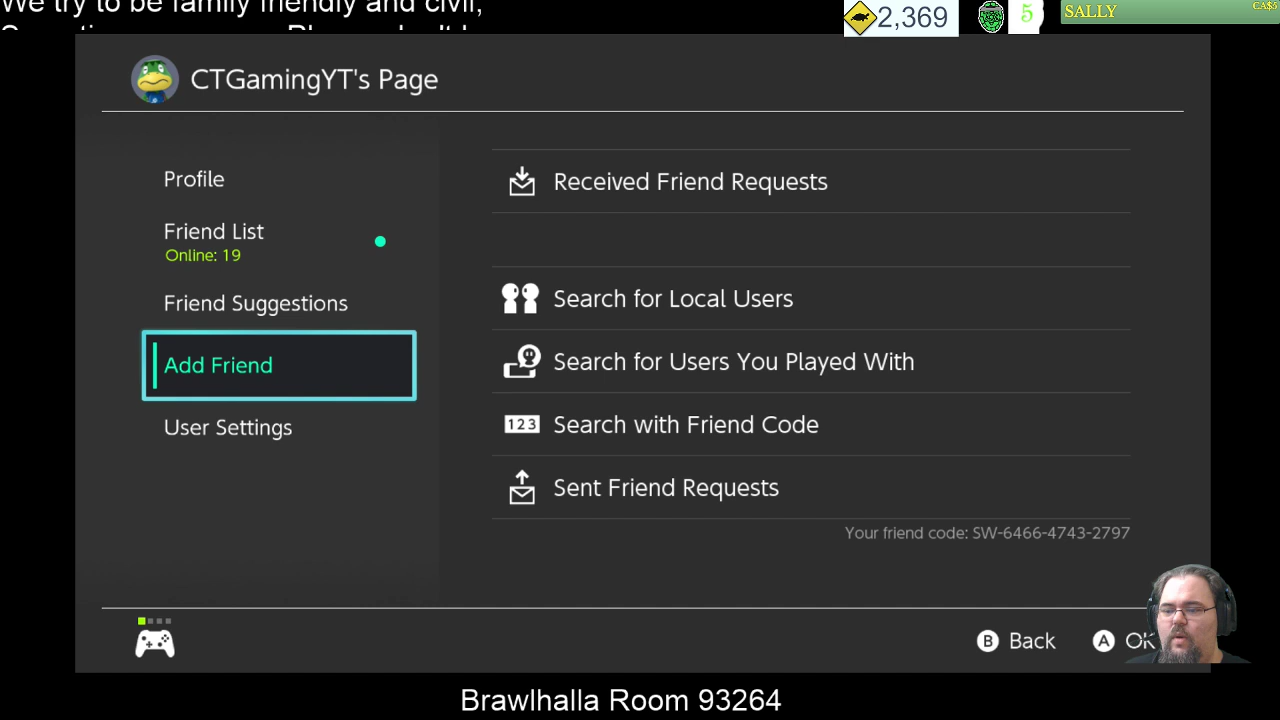 We try to be family friendly and civil,
2,369
5
SALLY
CA$5
CTGamingYT's Page
Profile
Friend List
Online: 19
Friend Suggestions
Add Friend
User Settings
Received Friend Requests
Search for Local Users
Search for Users You Played With
123 Search with Friend Code
Sent Friend Requests
Your friend code: SW-6466-4743-2797
B Back
A OK
Brawlhalla Room 93264